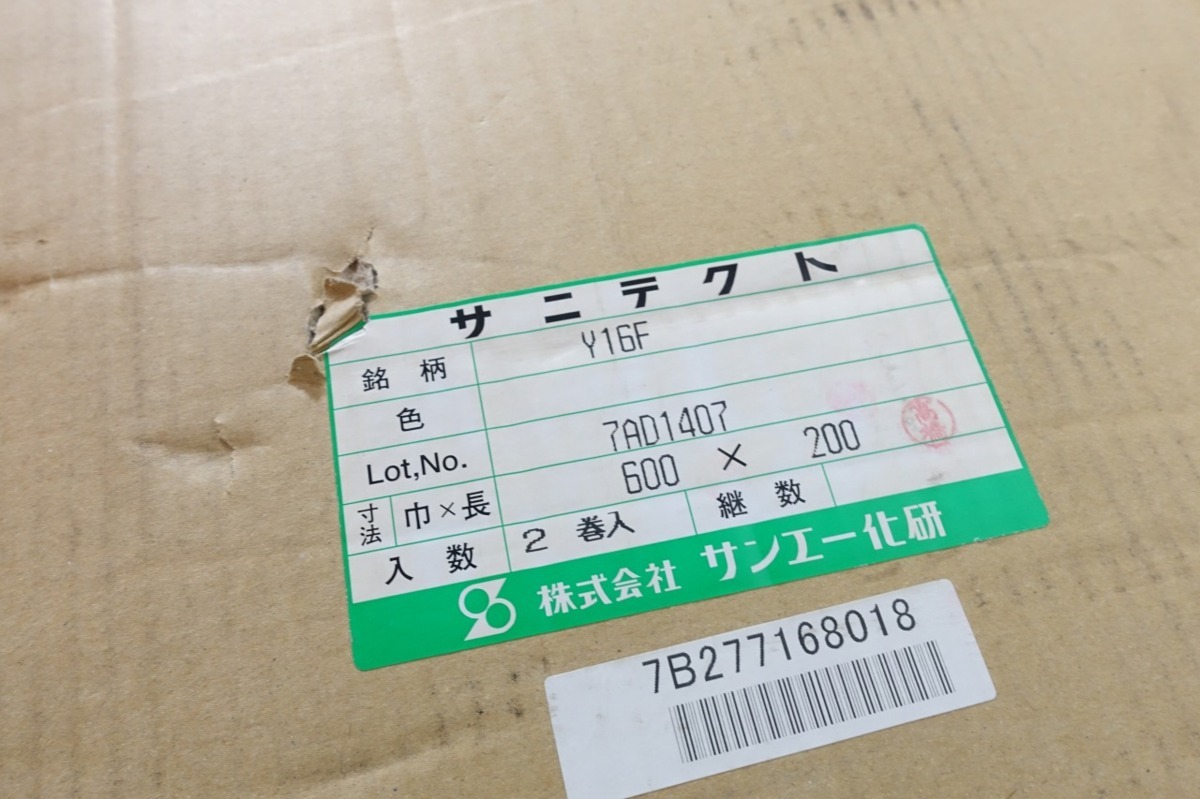 サニテクト
銘柄 Y16F
色
Lot,No. 7AD1407
寸法 巾×長 600 × 200
入数 2 巻入 継数
株式会社 サンエー化研
7B277168018